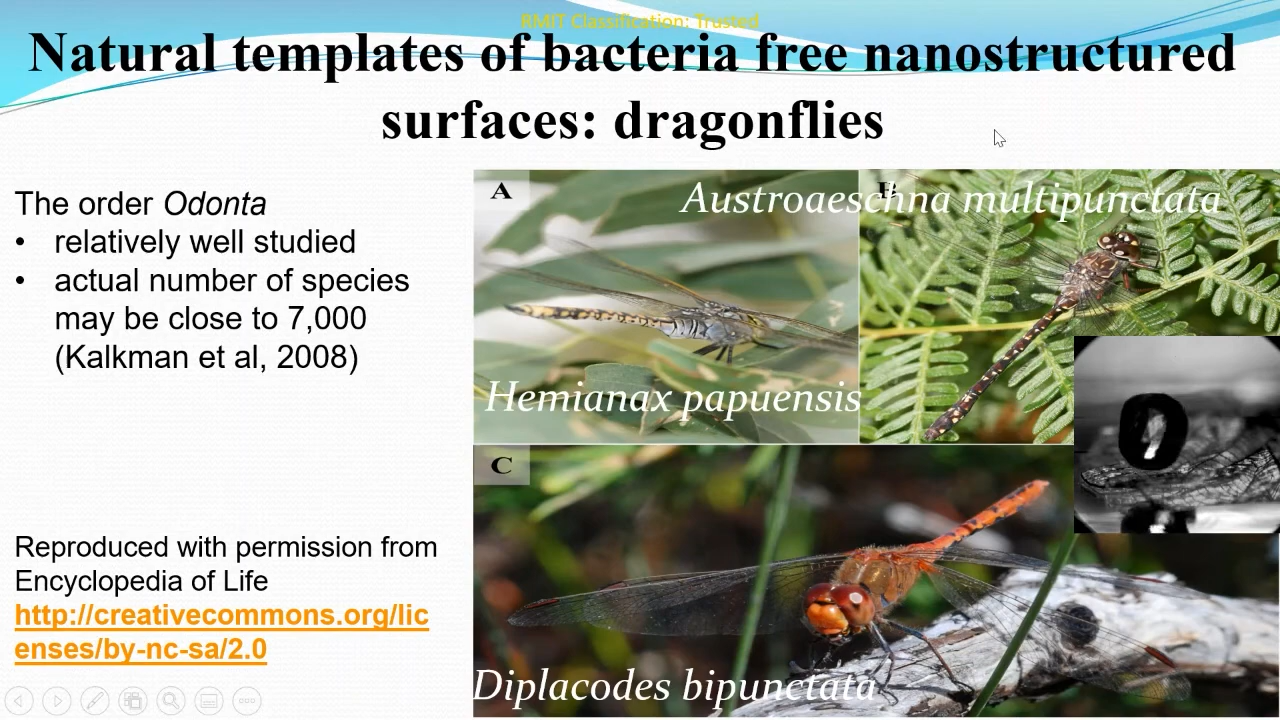 RMIT Classification: Trusted
Natural templates of bacteria free nanostructured
surfaces: dragonflies
The order Odonta
• relatively well studied
• actual number of species
may be close to 7,000
(Kalkman et al, 2008)
Reproduced with permission from
Encyclopedia of Life
http://creativecommons.org/lic
enses/by-nc-sa/2.0
A
B
Austroaeschna multipunctata
Hemianax papuensis
C
Diplacodes bipunctata